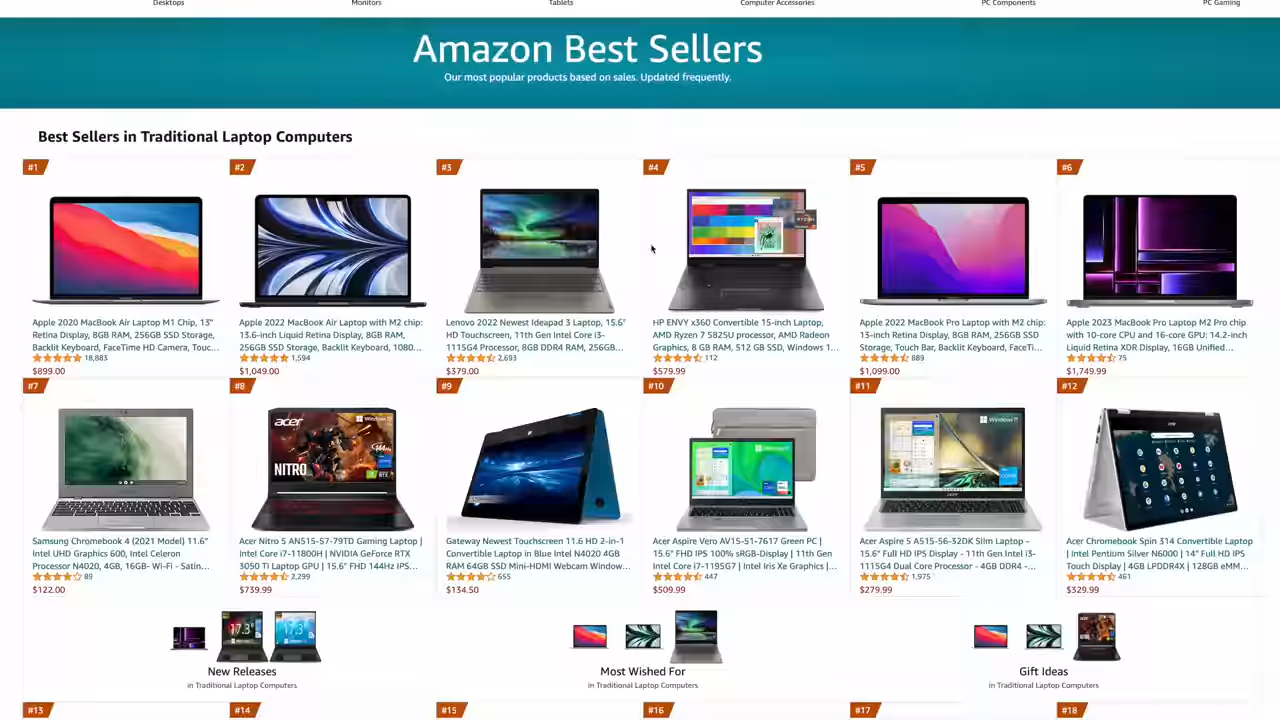 Desktops Monitors Tablets Computer Accessories PC Components PC Gaming
Amazon Best Sellers
Our most popular products based on sales. Updated frequently.
Best Sellers in Traditional Laptop Computers
#1
Apple 2020 MacBook Air Laptop M1 Chip, 13"
Retina Display, 8GB RAM, 256GB SSD Storage,
Backlit Keyboard, FaceTime HD Camera, Touc...
18,883
$899.00
#2
Apple 2022 MacBook Air Laptop with M2 chip:
13.6-inch Liquid Retina Display, 8GB RAM,
256GB SSD Storage, Backlit Keyboard, 1080...
1,594
$1,049.00
#3
Lenovo 2022 Newest Ideapad 3 Laptop, 15.6"
HD Touchscreen, 11th Gen Intel Core i3-
1115G4 Processor, 8GB DDR4 RAM, 256GB...
2,693
$379.00
#4
RYZEN
HP ENVY x360 Convertible 15-inch Laptop,
AMD Ryzen 7 5825U processor, AMD Radeon
Graphics, 8 GB RAM, 512 GB SSD, Windows 1...
112
$579.99
#5
Apple 2022 MacBook Pro Laptop with M2 chip:
13-inch Retina Display, 8GB RAM, 256GB SSD
Storage, Touch Bar, Backlit Keyboard, FaceTi...
889
$1,099.00
#6
Apple 2023 MacBook Pro Laptop M2 Pro chip
with 10-core CPU and 16-core GPU: 14.2-inch
Liquid Retina XDR Display, 16GB Unified...
75
$1,749.99
#7
Samsung Chromebook 4 (2021 Model) 11.6"
Intel UHD Graphics 600, Intel Celeron
Processor N4020, 4GB, 16GB- Wi-Fi - Satin...
89
$122.00
#8
acer
Windows 11
144Hz
NITRO
RTX
Acer Nitro 5 AN515-57-79TD Gaming Laptop |
Intel Core i7-11800H | NVIDIA GeForce RTX
3050 Ti Laptop GPU | 15.6" FHD 144Hz IPS...
2,299
$739.99
#9
Gateway Newest Touchscreen 11.6 HD 2-in-1
Convertible Laptop in Blue Intel N4020 4GB
RAM 64GB SSD Mini-HDMI Webcam Window...
655
$134.50
#10
Windows 11
Acer Aspire Vero AV15-51-7617 Green PC |
15.6" FHD IPS 100% sRGB-Display | 11th Gen
Intel Core i7-1195G7 | Intel Iris Xe Graphics |...
447
$509.99
#11
Windows 11
acer
Acer Aspire 5 A515-56-32DK Slim Laptop -
15.6" Full HD IPS Display - 11th Gen Intel i3-
1115G4 Dual Core Processor - 4GB DDR4 -...
1,975
$279.99
#12
Acer Chromebook Spin 314 Convertible Laptop
| Intel Pentium Silver N6000 | 14" Full HD IPS
Touch Display | 4GB LPDDR4X | 128GB eMM...
461
$329.99
17.3" 17.3"
New Releases
in Traditional Laptop Computers
Most Wished For
in Traditional Laptop Computers
Gift Ideas
in Traditional Laptop Computers
#13 #14 #15 #16 #17 #18